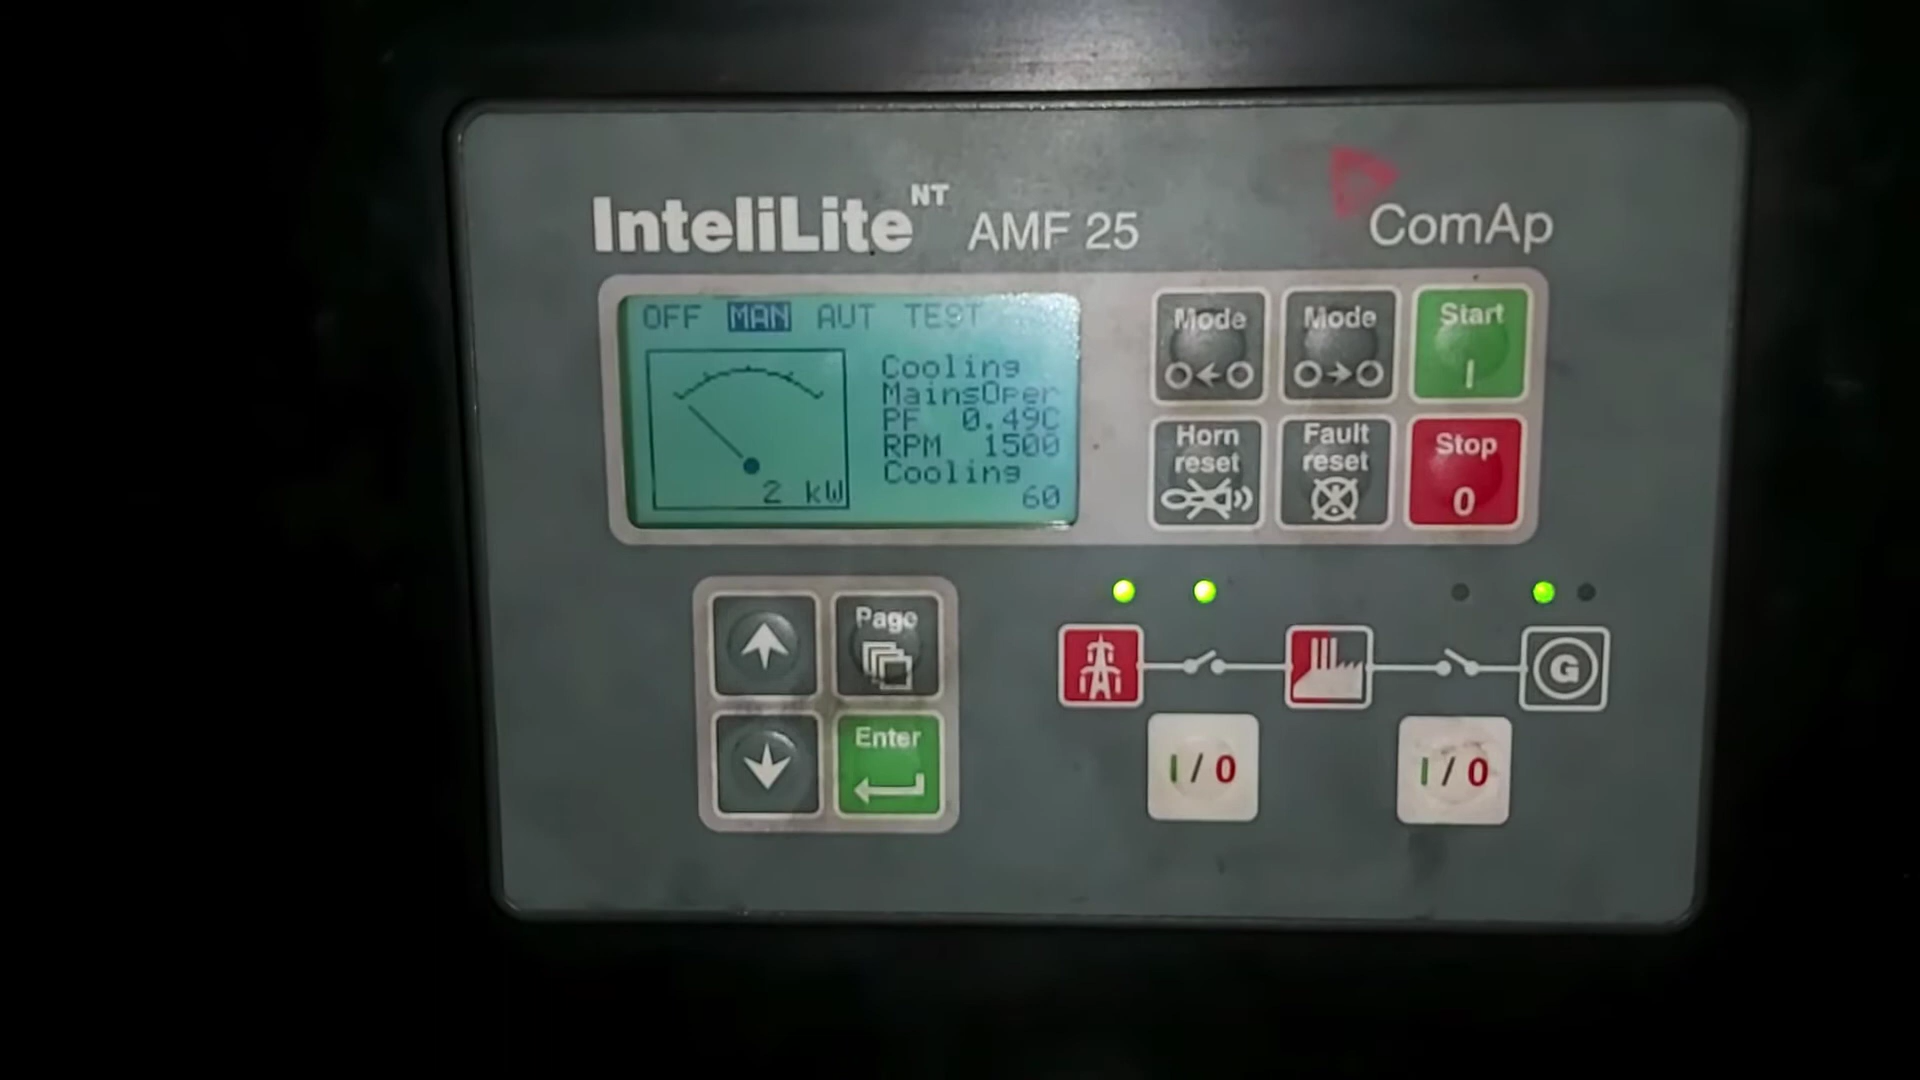 InteliLite NT AMF 25
ComAp
OFF MAN AUT TEST
Cooling
MainsOper
PF 0.49C
RPM 1500
Cooling
60
2 kW
Mode
Mode
Start
I
Horn
reset
Fault
reset
Stop
0
Page
Enter
G
I / 0
I / 0